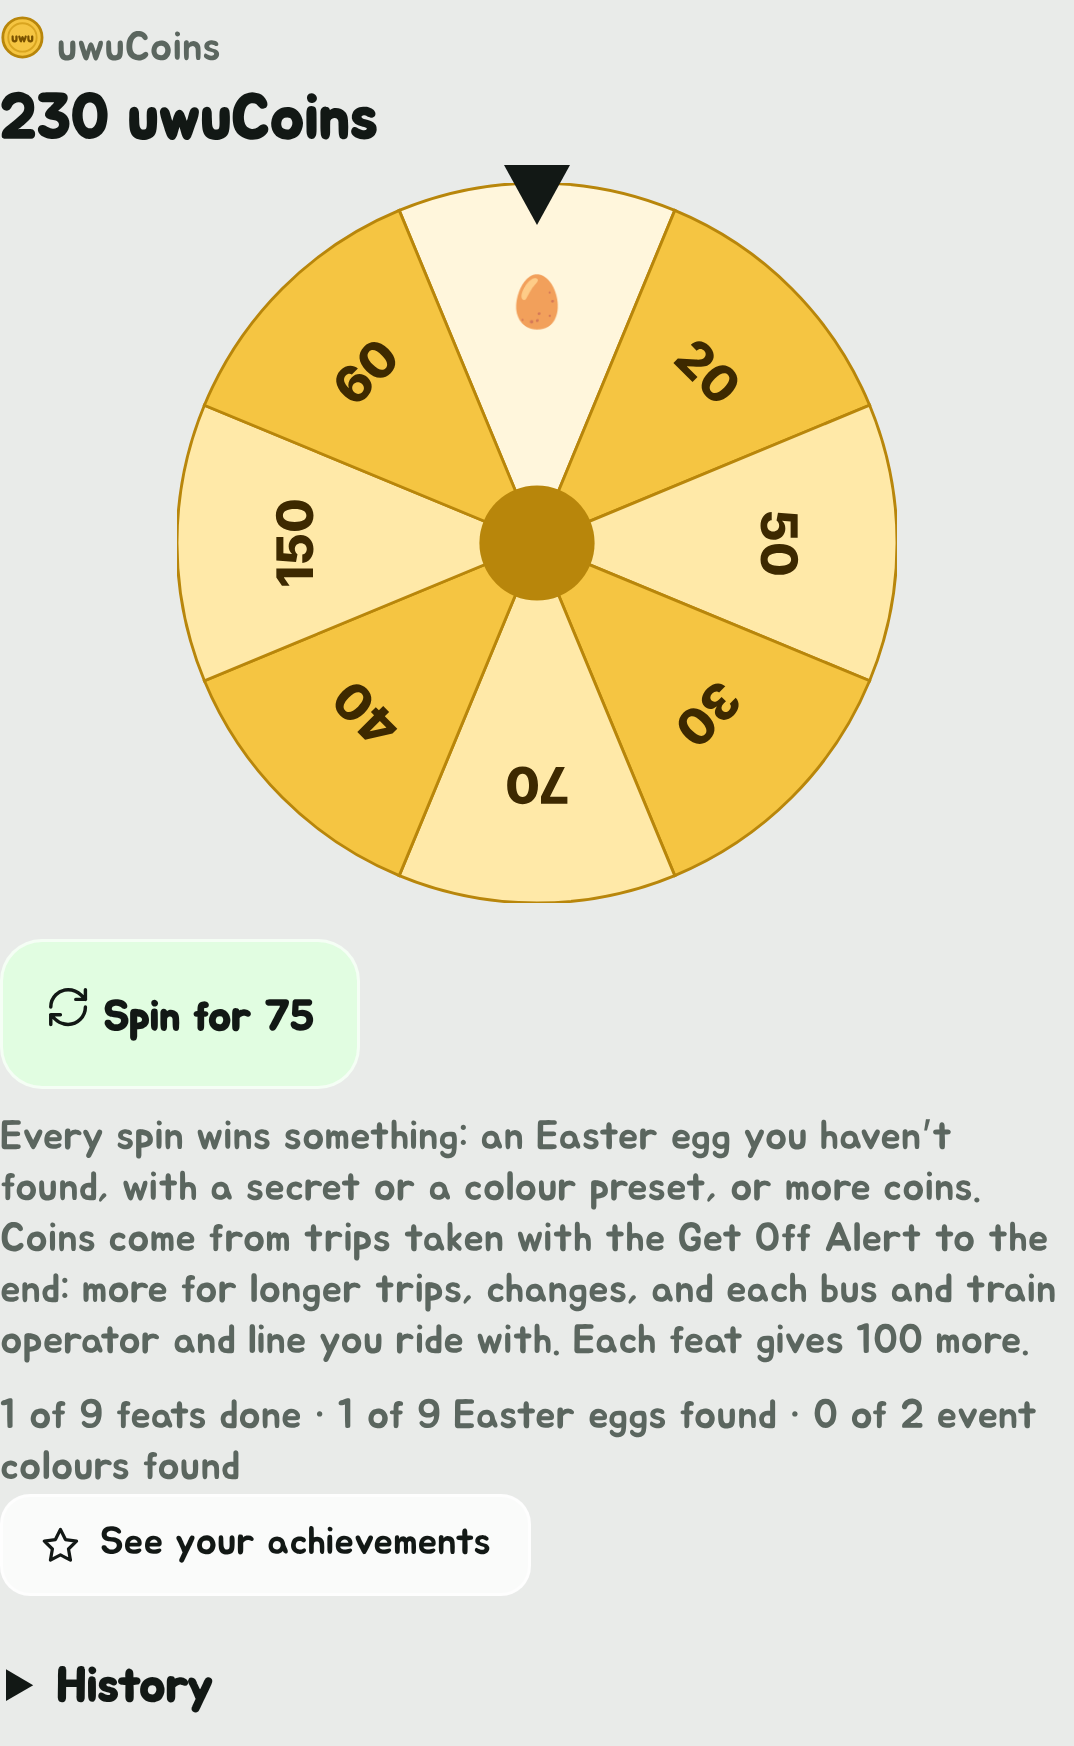 uwu
uwuCoins
230 uwuCoins
60
20
150
50
40
30
70
Spin for 75
Every spin wins something: an Easter egg you haven't
found, with a secret or a colour preset, or more coins.
Coins come from trips taken with the Get Off Alert to the
end: more for longer trips, changes, and each bus and train
operator and line you ride with. Each feat gives 100 more.
1 of 9 feats done · 1 of 9 Easter eggs found · 0 of 2 event
colours found
See your achievements
History